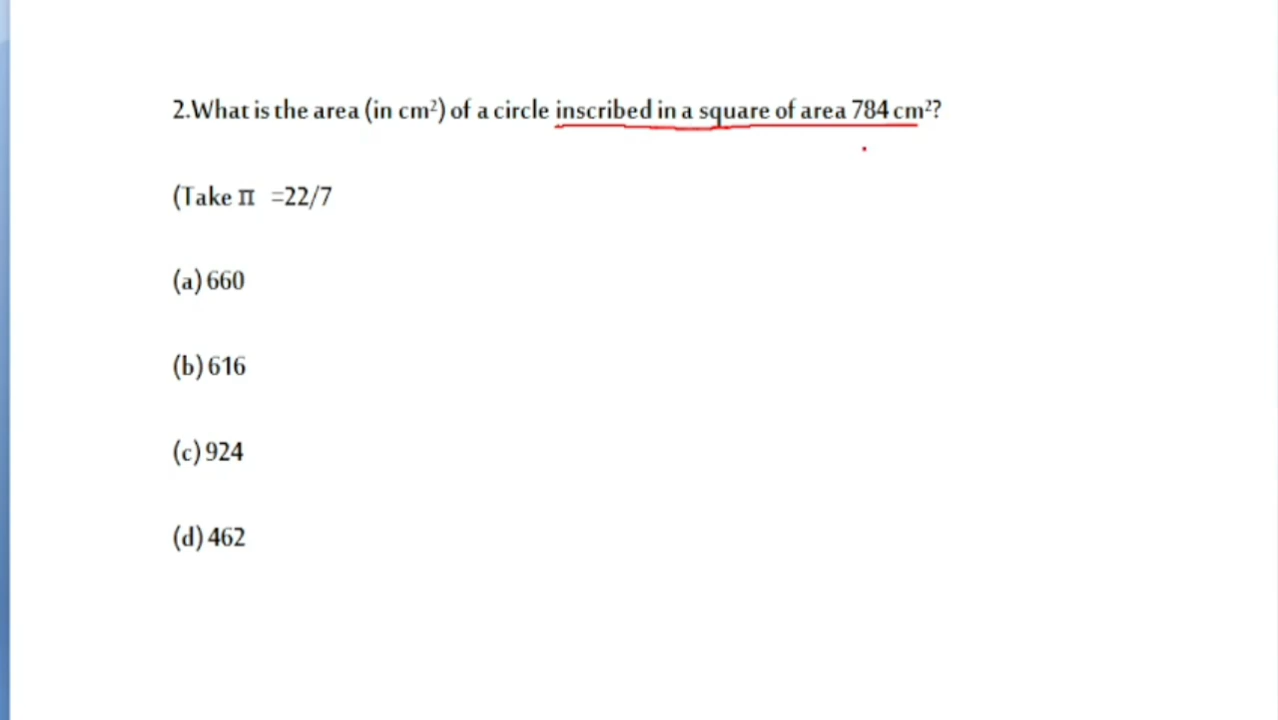 2.What is the area (in cm²) of a circle inscribed in a square of area 784 cm²?
(Take π =22/7
(a) 660
(b) 616
(c) 924
(d) 462